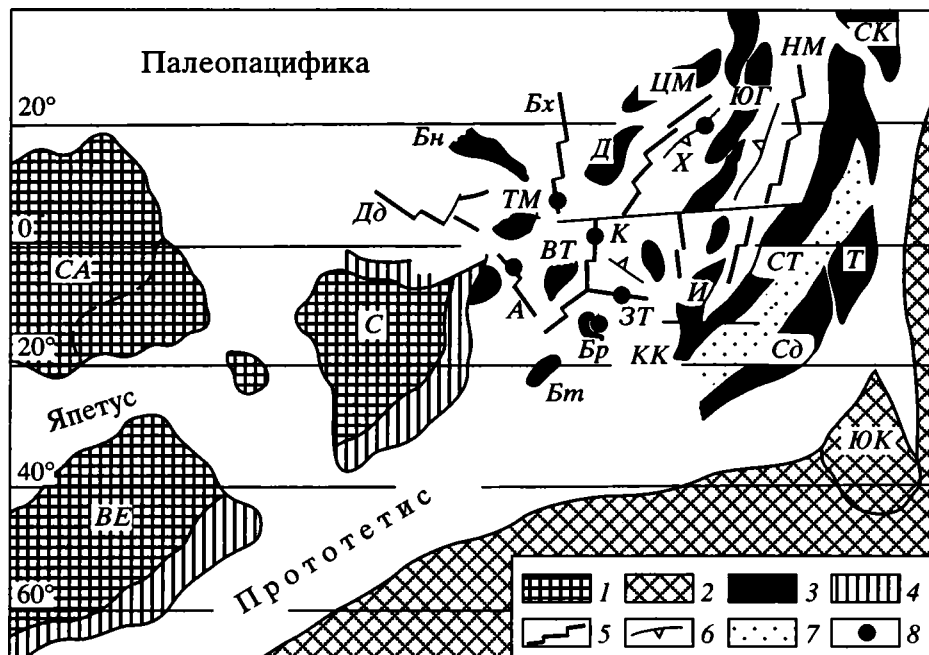 Палеопацифика
СК
НМ
ЦМ
20°
Бх
ЮГ
Бн
Д
Х
ТМ
Дд
0
К
ВТ
СА
СТ
Т
С
А
И
ЗТ
20°
Бр
КК
Сд
Бт
Япетус
ЮК
40°
ВЕ
Прототетис
1 2 3 4
60°
5 6 7 8